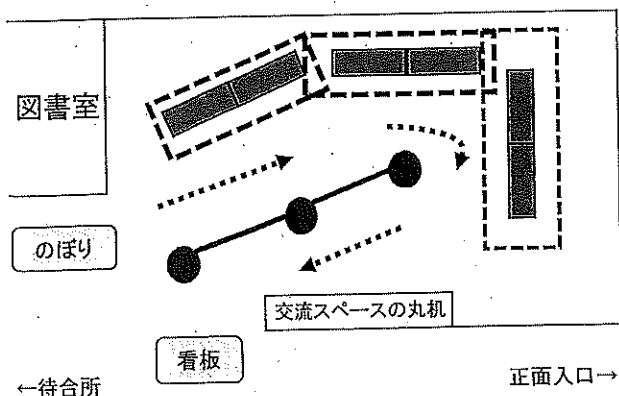 図書室
のぼり
交流スペースの丸机
看板
←待合所
正面入口→